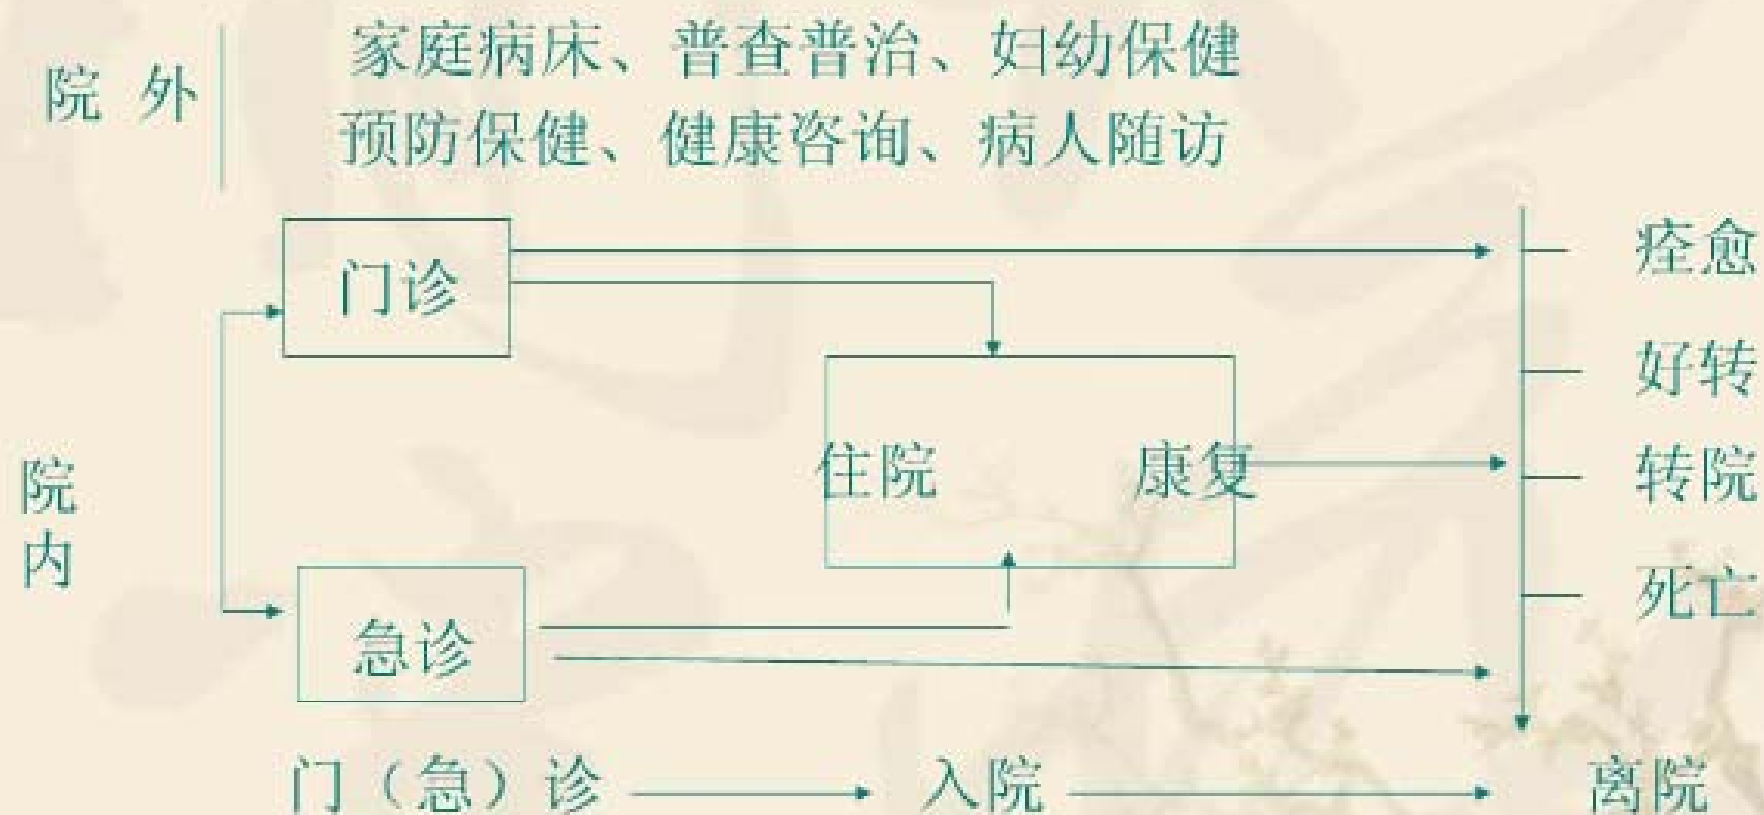 院 外
家庭病床、普查普治、妇幼保健
预防保健、健康咨询、病人随访
院内
门诊
急诊
住院 康复
痊愈
好转
转院
死亡
门（急）诊 入院 离院